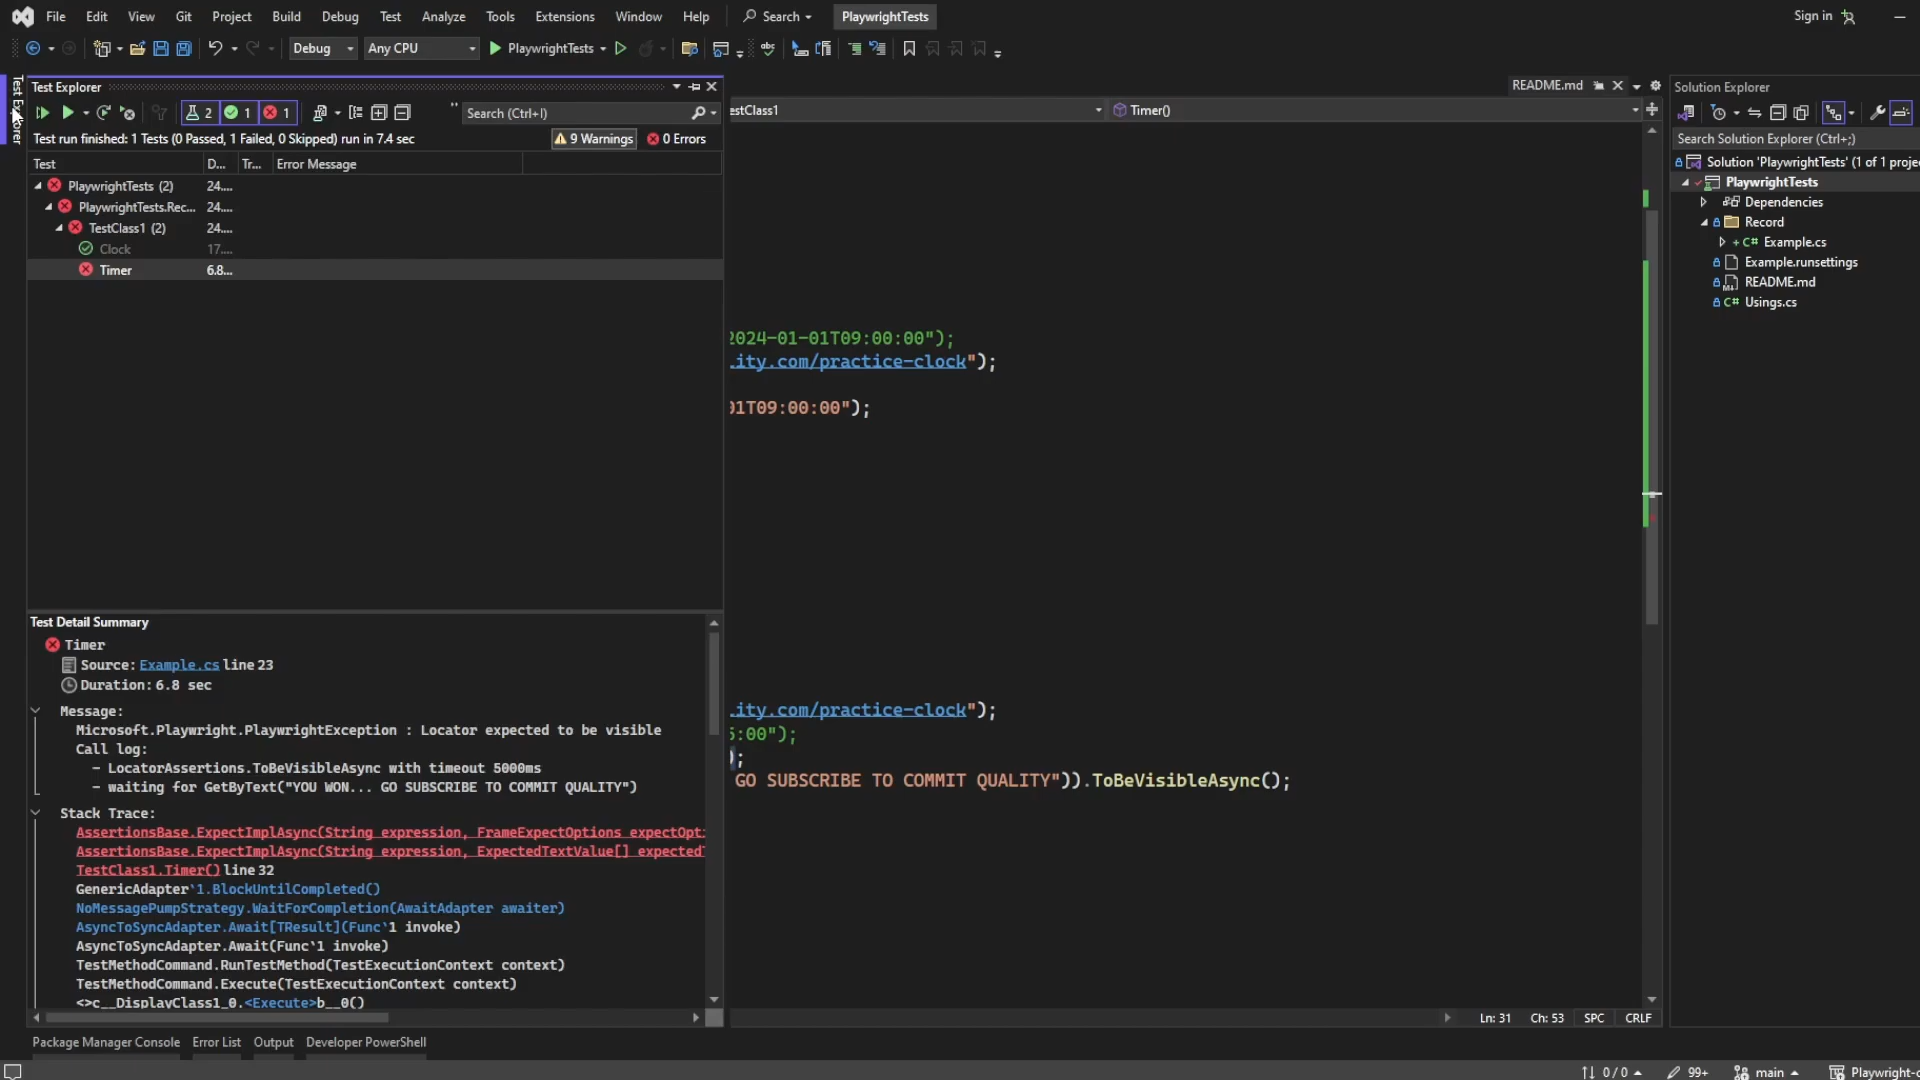 File Edit View Git Project Build Debug Test Analyze Tools Extensions Window Help Search PlaywrightTests Sign in
Debug Any CPU PlaywrightTests
Test Explorer
Test Explorer
2 1 1 " Search (Ctrl+I)
Test run finished: 1 Tests (0 Passed, 1 Failed, 0 Skipped) run in 7.4 sec 9 Warnings 0 Errors
Test D... Tr... Error Message
PlaywrightTests (2) 24....
PlaywrightTests.Rec... 24....
TestClass1 (2) 24....
Clock 17....
Timer 6.8...
Test Detail Summary
Timer
Source: Example.cs line 23
Duration: 6.8 sec
Message:
Microsoft.Playwright.PlaywrightException : Locator expected to be visible
Call log:
- LocatorAssertions.ToBeVisibleAsync with timeout 5000ms
- waiting for GetByText("YOU WON... GO SUBSCRIBE TO COMMIT QUALITY")
Stack Trace:
AssertionsBase.ExpectImplAsync(String expression, FrameExpectOptions expectOpti
AssertionsBase.ExpectImplAsync(String expression, ExpectedTextValue[] expectedT
TestClass1.Timer() line 32
GenericAdapter`1.BlockUntilCompleted()
NoMessagePumpStrategy.WaitForCompletion(AwaitAdapter awaiter)
AsyncToSyncAdapter.Await[TResult](Func`1 invoke)
AsyncToSyncAdapter.Await(Func`1 invoke)
TestMethodCommand.RunTestMethod(TestExecutionContext context)
TestMethodCommand.Execute(TestExecutionContext context)
<>c__DisplayClass1_0.<Execute>b__0()
README.md
estClass1 Timer()
2024-01-01T09:00:00");
ity.com/practice-clock");
01T09:00:00");
ity.com/practice-clock");
5:00");
);
GO SUBSCRIBE TO COMMIT QUALITY")).ToBeVisibleAsync();
Ln: 31 Ch: 53 SPC CRLF
Solution Explorer
Search Solution Explorer (Ctrl+;)
Solution 'PlaywrightTests' (1 of 1 proje
PlaywrightTests
Dependencies
Record
+ C# Example.cs
Example.runsettings
README.md
C# Usings.cs
Package Manager Console Error List Output Developer PowerShell
0 / 0 99+ main Playwright-c